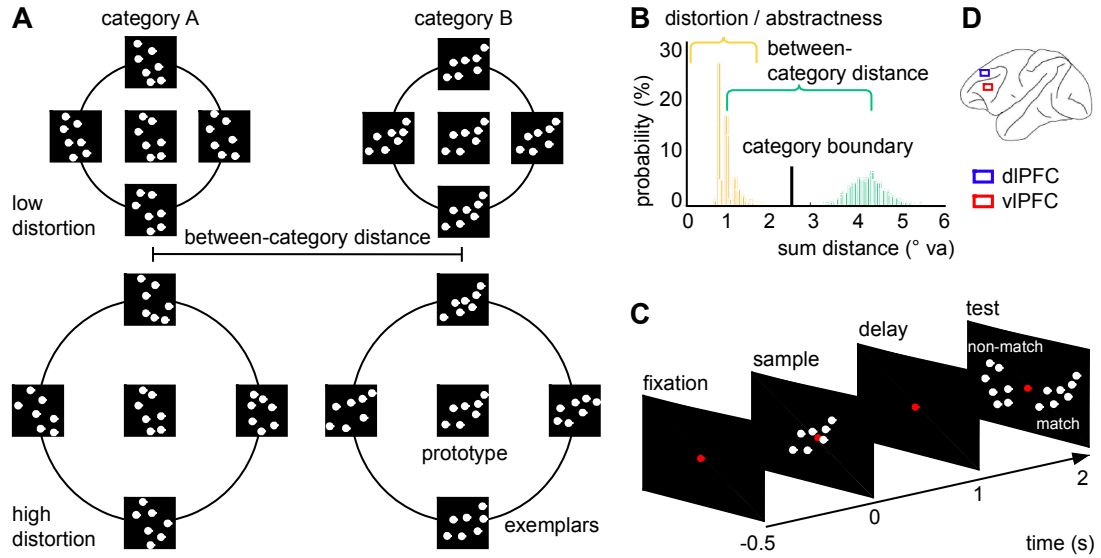 A
category A
category B
low
distortion
between-category distance
high
distortion
prototype
exemplars
B
distortion / abstractness
between-
category distance
category boundary
probability (%)
30
20
10
0
0 1 2 3 4 5 6
sum distance (° va)
D
dlPFC
vlPFC
C
fixation
sample
delay
test
non-match
match
-0.5
0
1
2
time (s)